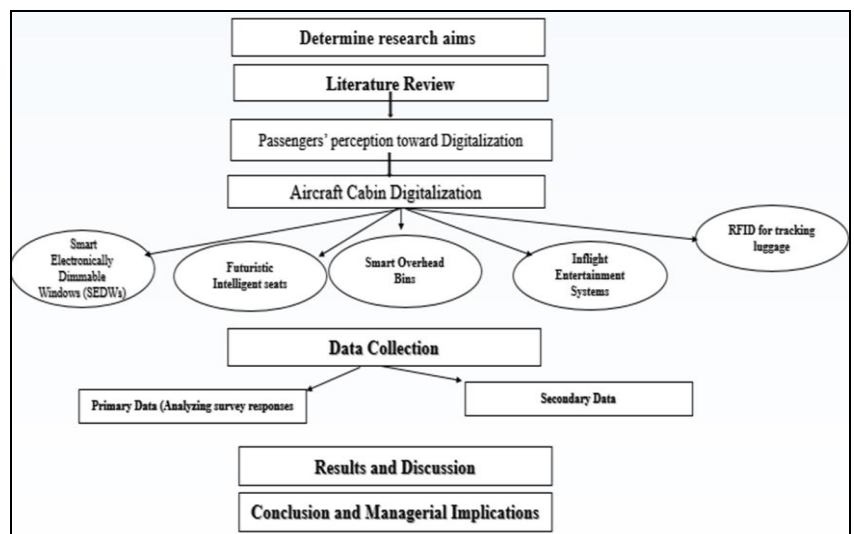 Determine research aims
Literature Review
Passengers' perception toward Digitalization
Aircraft Cabin Digitalization
Smart
Electronically
Dimmable
Windows (SEDWs)
Futuristic
Intelligent seats
Smart Overhead
Bins
Inflight
Entertainment
Systems
RFID for tracking
luggage
Data Collection
Primary Data (Analyzing survey responses
Secondary Data
Results and Discussion
Conclusion and Managerial Implications